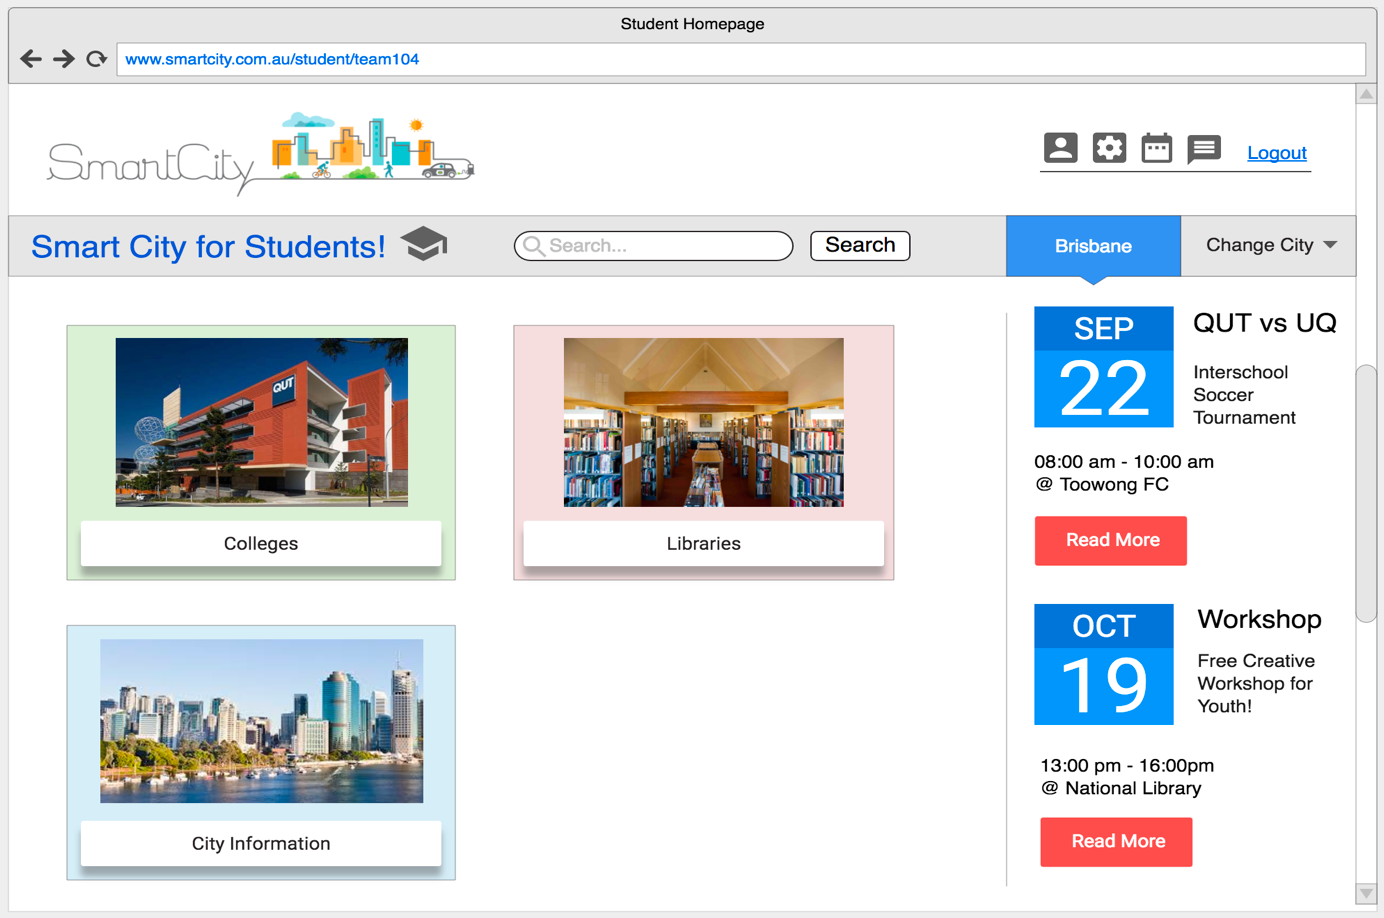 Student Homepage
www.smartcity.com.au/student/team104
SmartCity
Logout
Smart City for Students!
Search...
Search
Brisbane
Change City
QUT
Colleges
Libraries
City Information
SEP
22
QUT vs UQ
Interschool
Soccer
Tournament
08:00 am - 10:00 am
@ Toowong FC
Read More
OCT
19
Workshop
Free Creative
Workshop for
Youth!
13:00 pm - 16:00pm
@ National Library
Read More